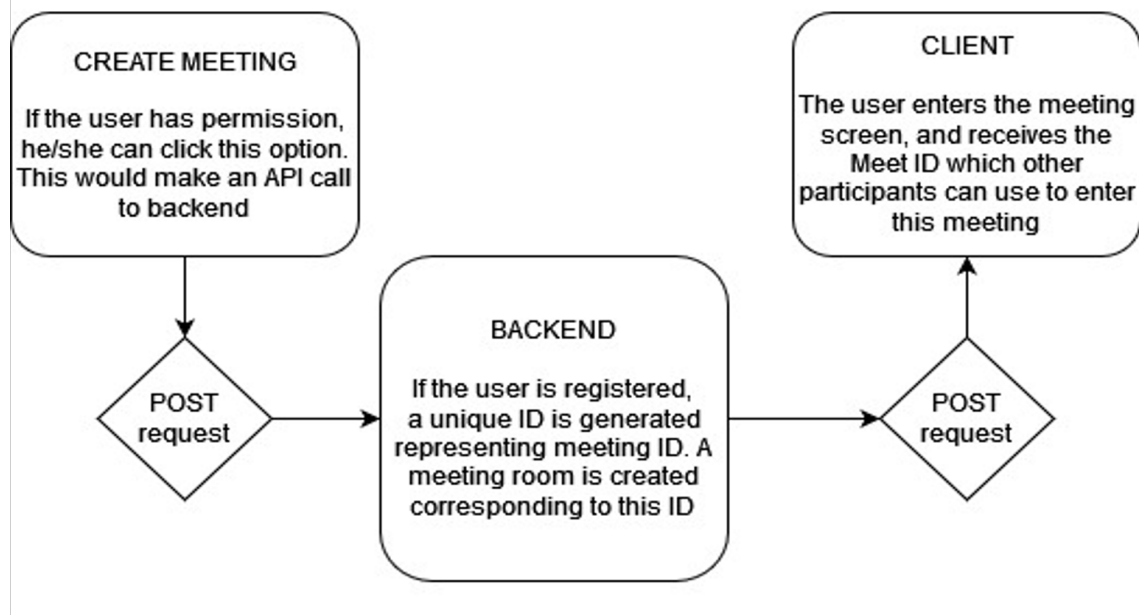 CREATE MEETING
If the user has permission,
he/she can click this option.
This would make an API call
to backend
POST
request
BACKEND
If the user is registered,
a unique ID is generated
representing meeting ID. A
meeting room is created
corresponding to this ID
POST
request
CLIENT
The user enters the meeting
screen, and receives the
Meet ID which other
participants can use to enter
this meeting